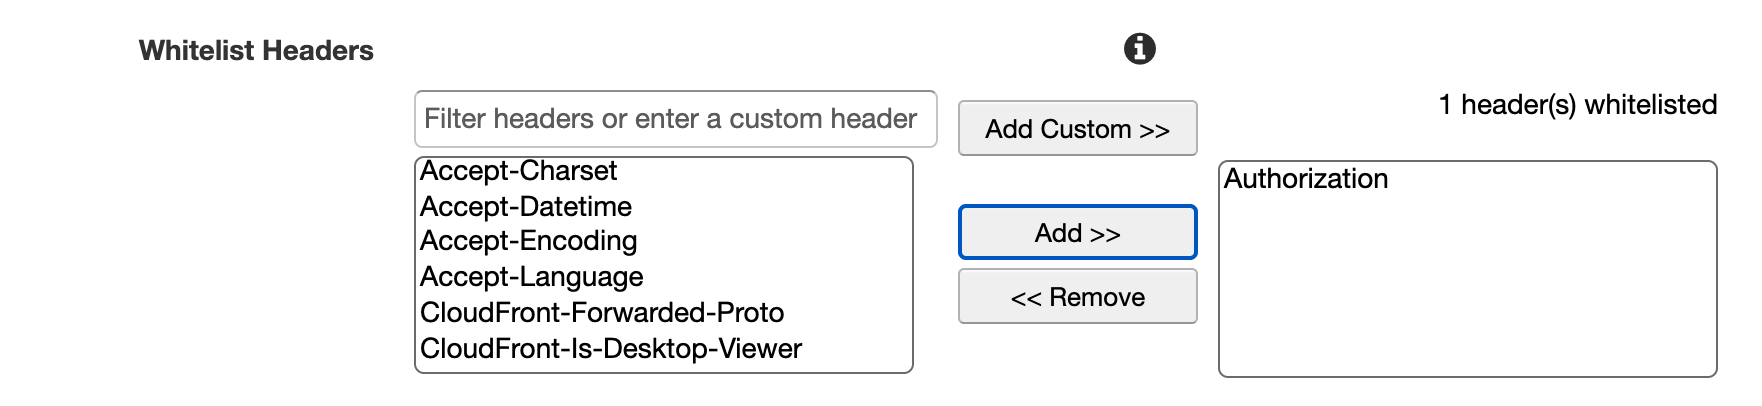 Whitelist Headers
Filter headers or enter a custom header
Add Custom >>
1 header(s) whitelisted
Accept-Charset
Accept-Datetime
Accept-Encoding
Accept-Language
CloudFront-Forwarded-Proto
CloudFront-Is-Desktop-Viewer
Add >>
<< Remove
Authorization